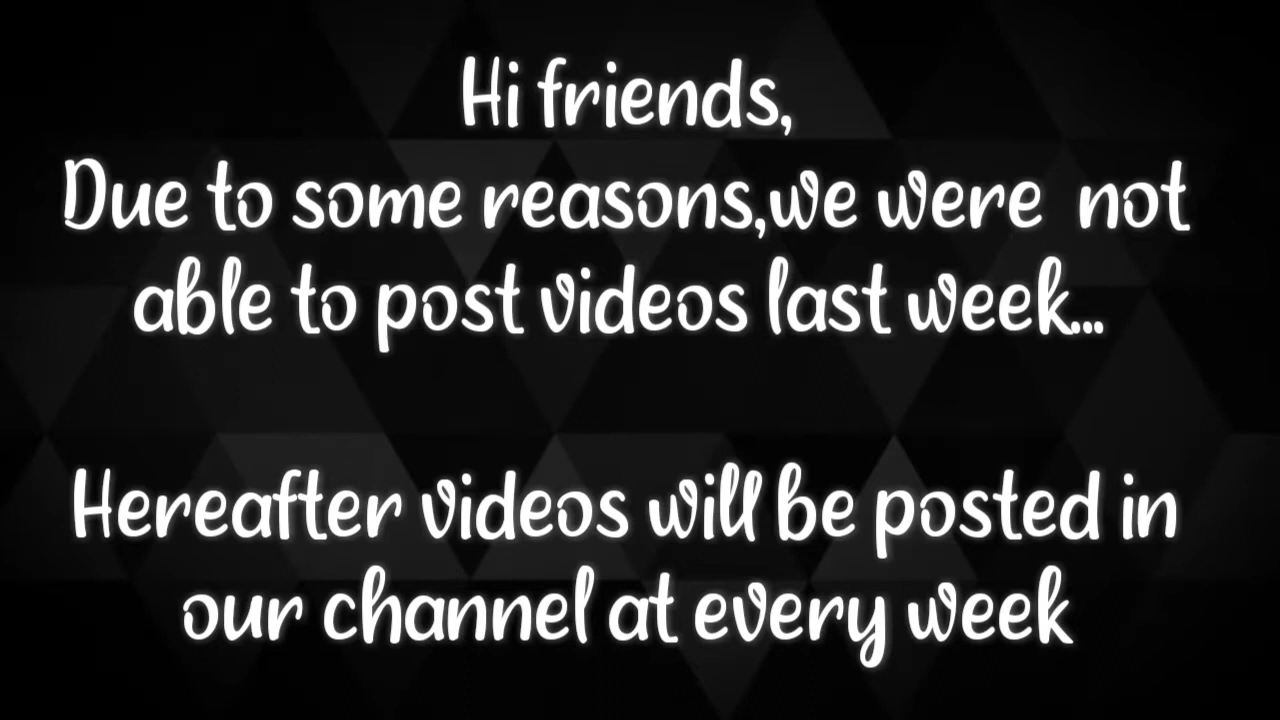 Hi friends,
Due to some reasons,we were  not
able to post videos last week...
Hereafter videos will be posted in
our channel at every week